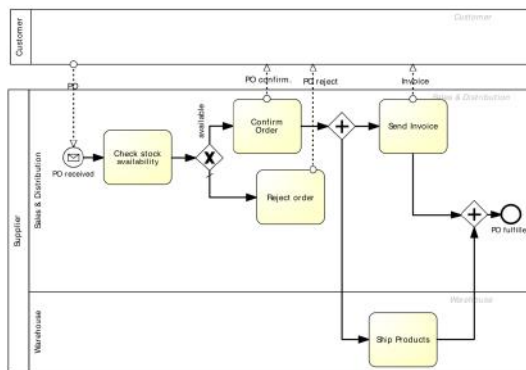 Customer
Customer
PO
PO confirm.
PO reject
Invoice
Sales & Distribution
available
Confirm
Order
Send Invoice
Check stock
availability
PO received
Reject order
PO fulfille
Supplier
Sales & Distribution
Warehouse
Warehouse
Ship Products